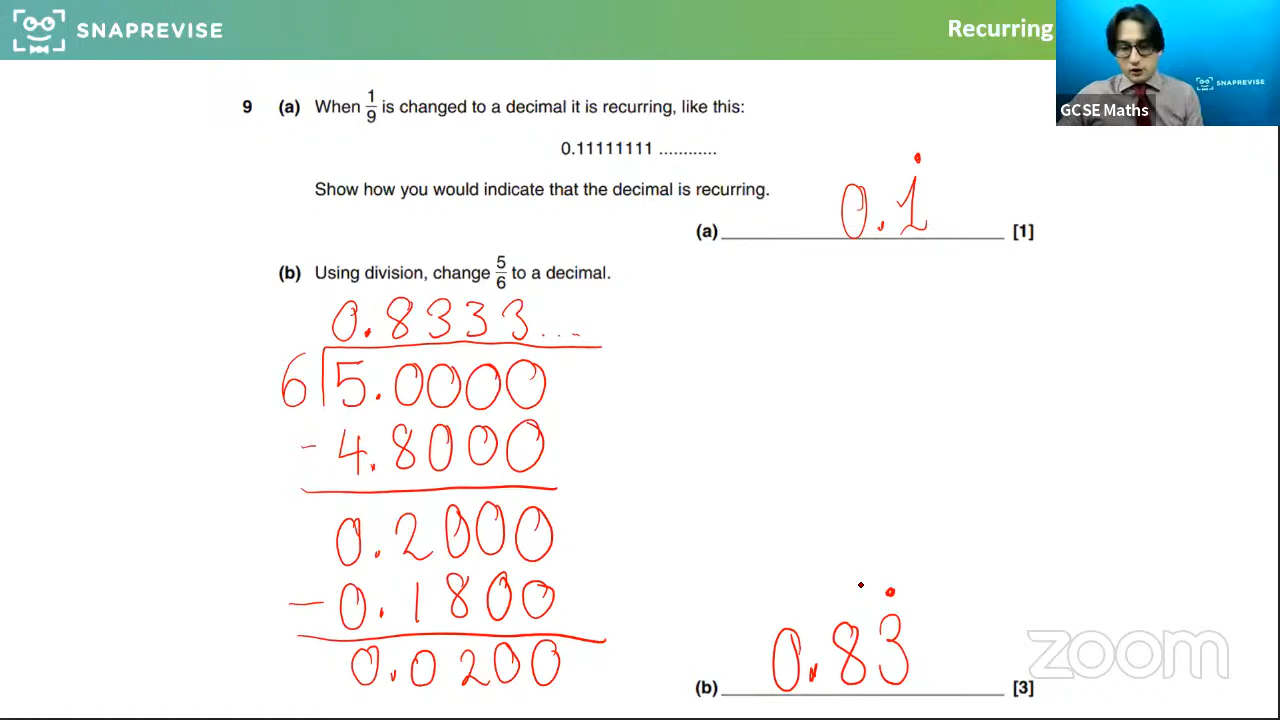 SNAPREVISE
Recurring
SNAPREVISE
GCSE Maths
9 (a) When 1/9 is changed to a decimal it is recurring, like this:
0.11111111 ............
Show how you would indicate that the decimal is recurring.
0.1̇
(a) [1]
(b) Using division, change 5/6 to a decimal.
0.8333...
6 5.0000
- 4.8000
0.2000
- 0.1800
0.0200
0.83̇
(b) [3]
zoom